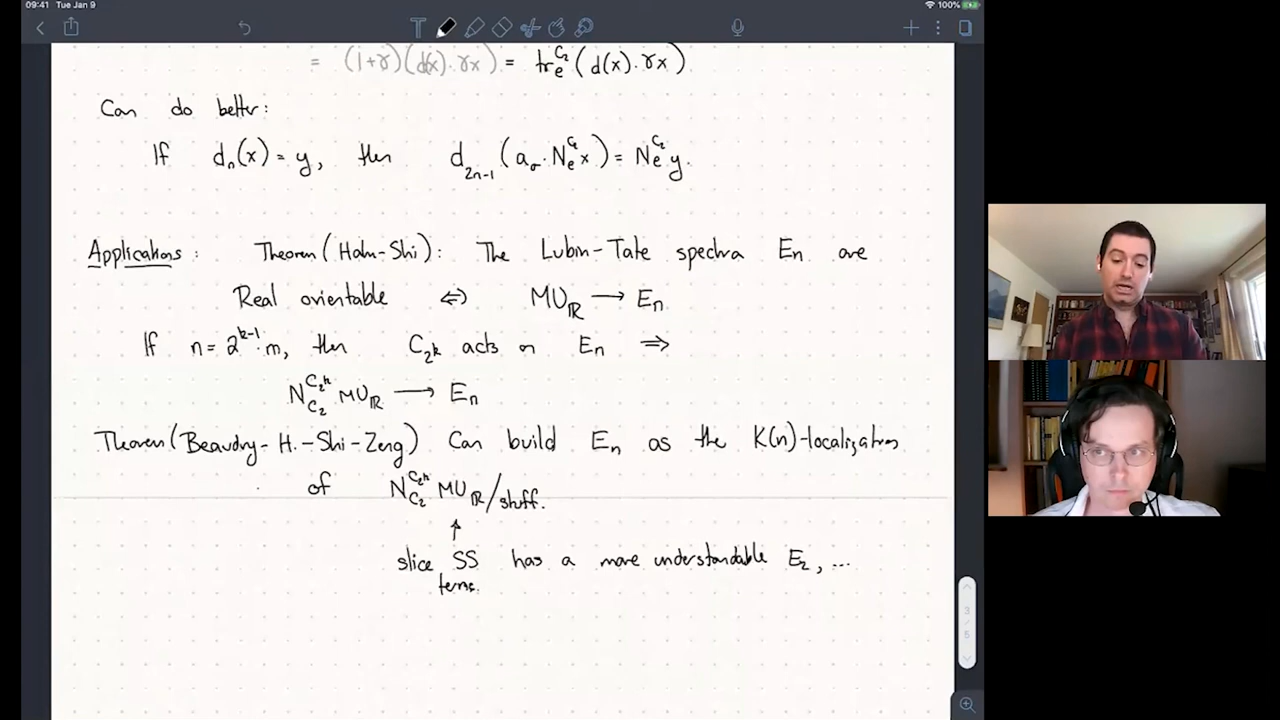 09:41 Tue Jan 9
100%
= (1+γ)(d(x)·γx) = tr_e^{C_2}(d(x)·γx)
Can do better:
If d_n(x) = y, then d_{2n-1}(a_σ·N_e^{C_2}x) = N_e^{C_2}y.
Applications: Theorem (Hahn-Shi): The Lubin-Tate spectra E_n are
Real orientable ⇔ MU_ℝ → E_n
If n = 2^{k-1}·m, then C_{2^k} acts on E_n ⇒
N_{C_2}^{C_{2^k}} MU_ℝ → E_n
Theorem (Beaudry-H.-Shi-Zeng) Can build E_n as the K(n)-localization
of N_{C_2}^{C_{2^k}} MU_ℝ/stuff.
↑
slice SS has a more understandable E_2, ...
terms.
3 / 5